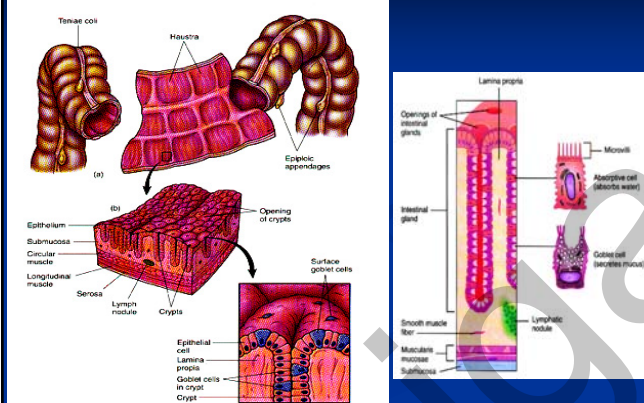 Teniae coli
Haustra
Epiploic
appendages
(a)
(b)
Opening
of crypts
Epithelium
Submucosa
Circular
muscle
Longitudinal
muscle
Serosa
Lymph
node
Crypts
Surface
goblet cells
Epithelial
cell
Lamina
propis
Goblet cells
in crypt
Crypt
Lamina propria
Openings of
intestinal
glands
Microvilli
Absorptive cell
(absorbs water)
Intestinal
gland
Goblet cell
(secretes mucus)
Smooth muscle
fiber
Lymphatic
nodule
Muscularis
mucosae
Submucosa